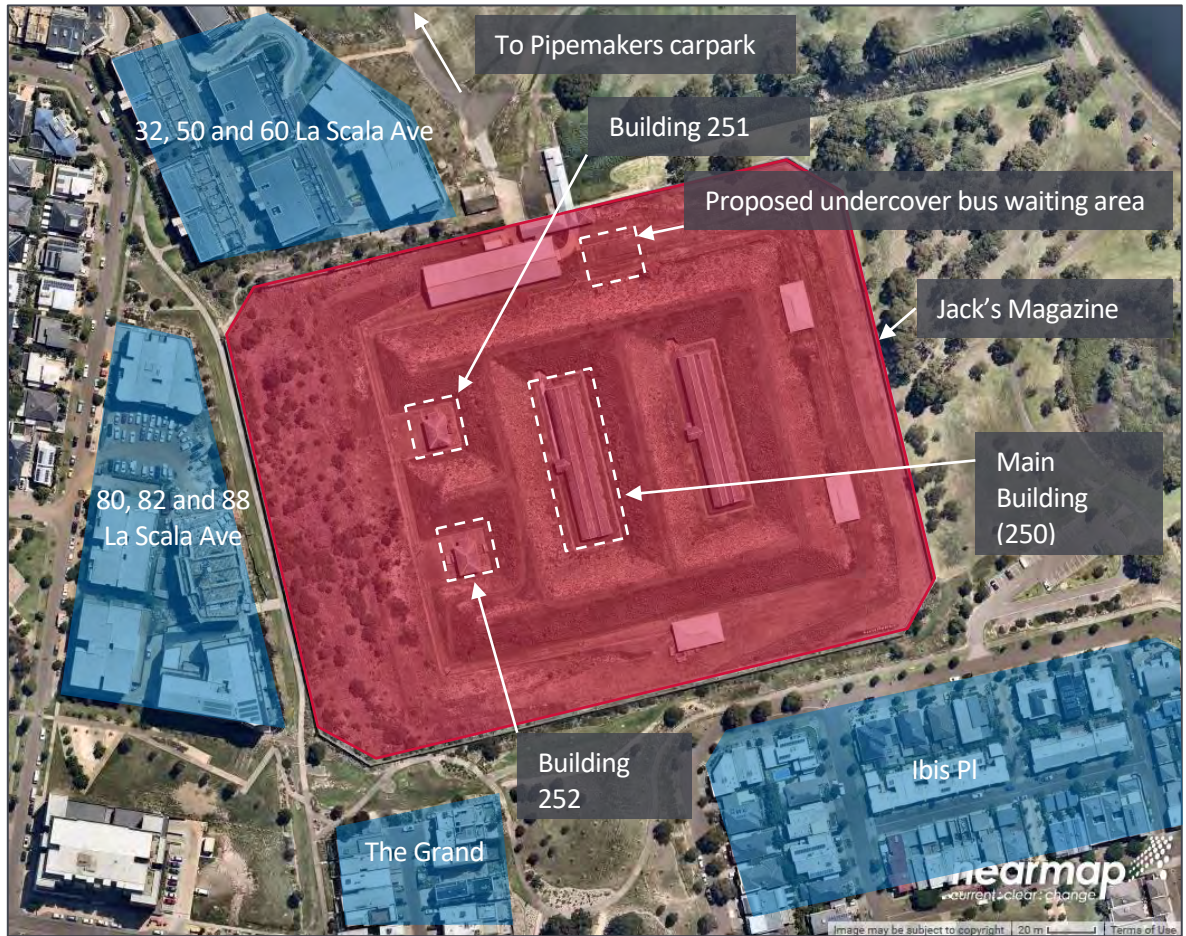 To Pipemakers carpark
32, 50 and 60 La Scala Ave
Building 251
Proposed undercover bus waiting area
Jack's Magazine
Main
Building
(250)
80, 82 and 88
La Scala Ave
Building
252
Ibis Pl
The Grand
nearmap
current : clear : change
Image may be subject to copyright
20 m
Terms of Use